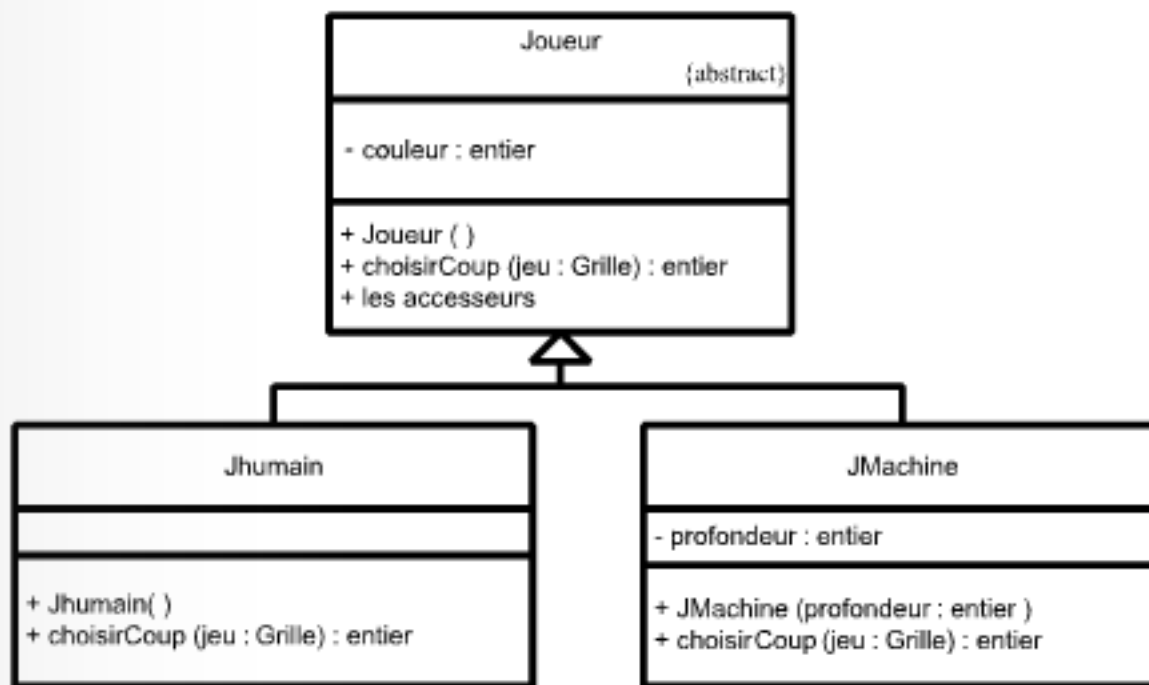 Joueur
{abstract}
- couleur : entier
+ Joueur ( )
+ choisirCoup (jeu : Grille) : entier
+ les accesseurs
Jhumain
+ Jhumain( )
+ choisirCoup (jeu : Grille) : entier
JMachine
- profondeur : entier
+ JMachine (profondeur : entier )
+ choisirCoup (jeu : Grille) : entier